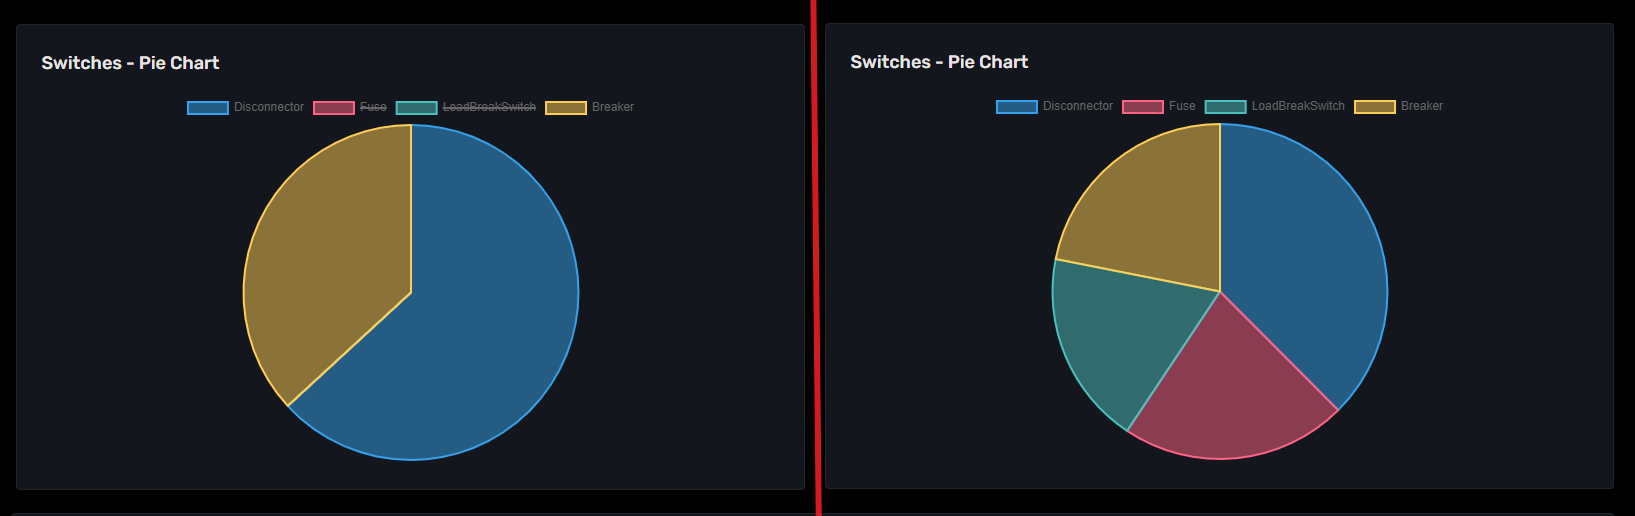 Switches - Pie Chart
Disconnector Fuse LoadBreakSwitch Breaker
Switches - Pie Chart
Disconnector Fuse LoadBreakSwitch Breaker